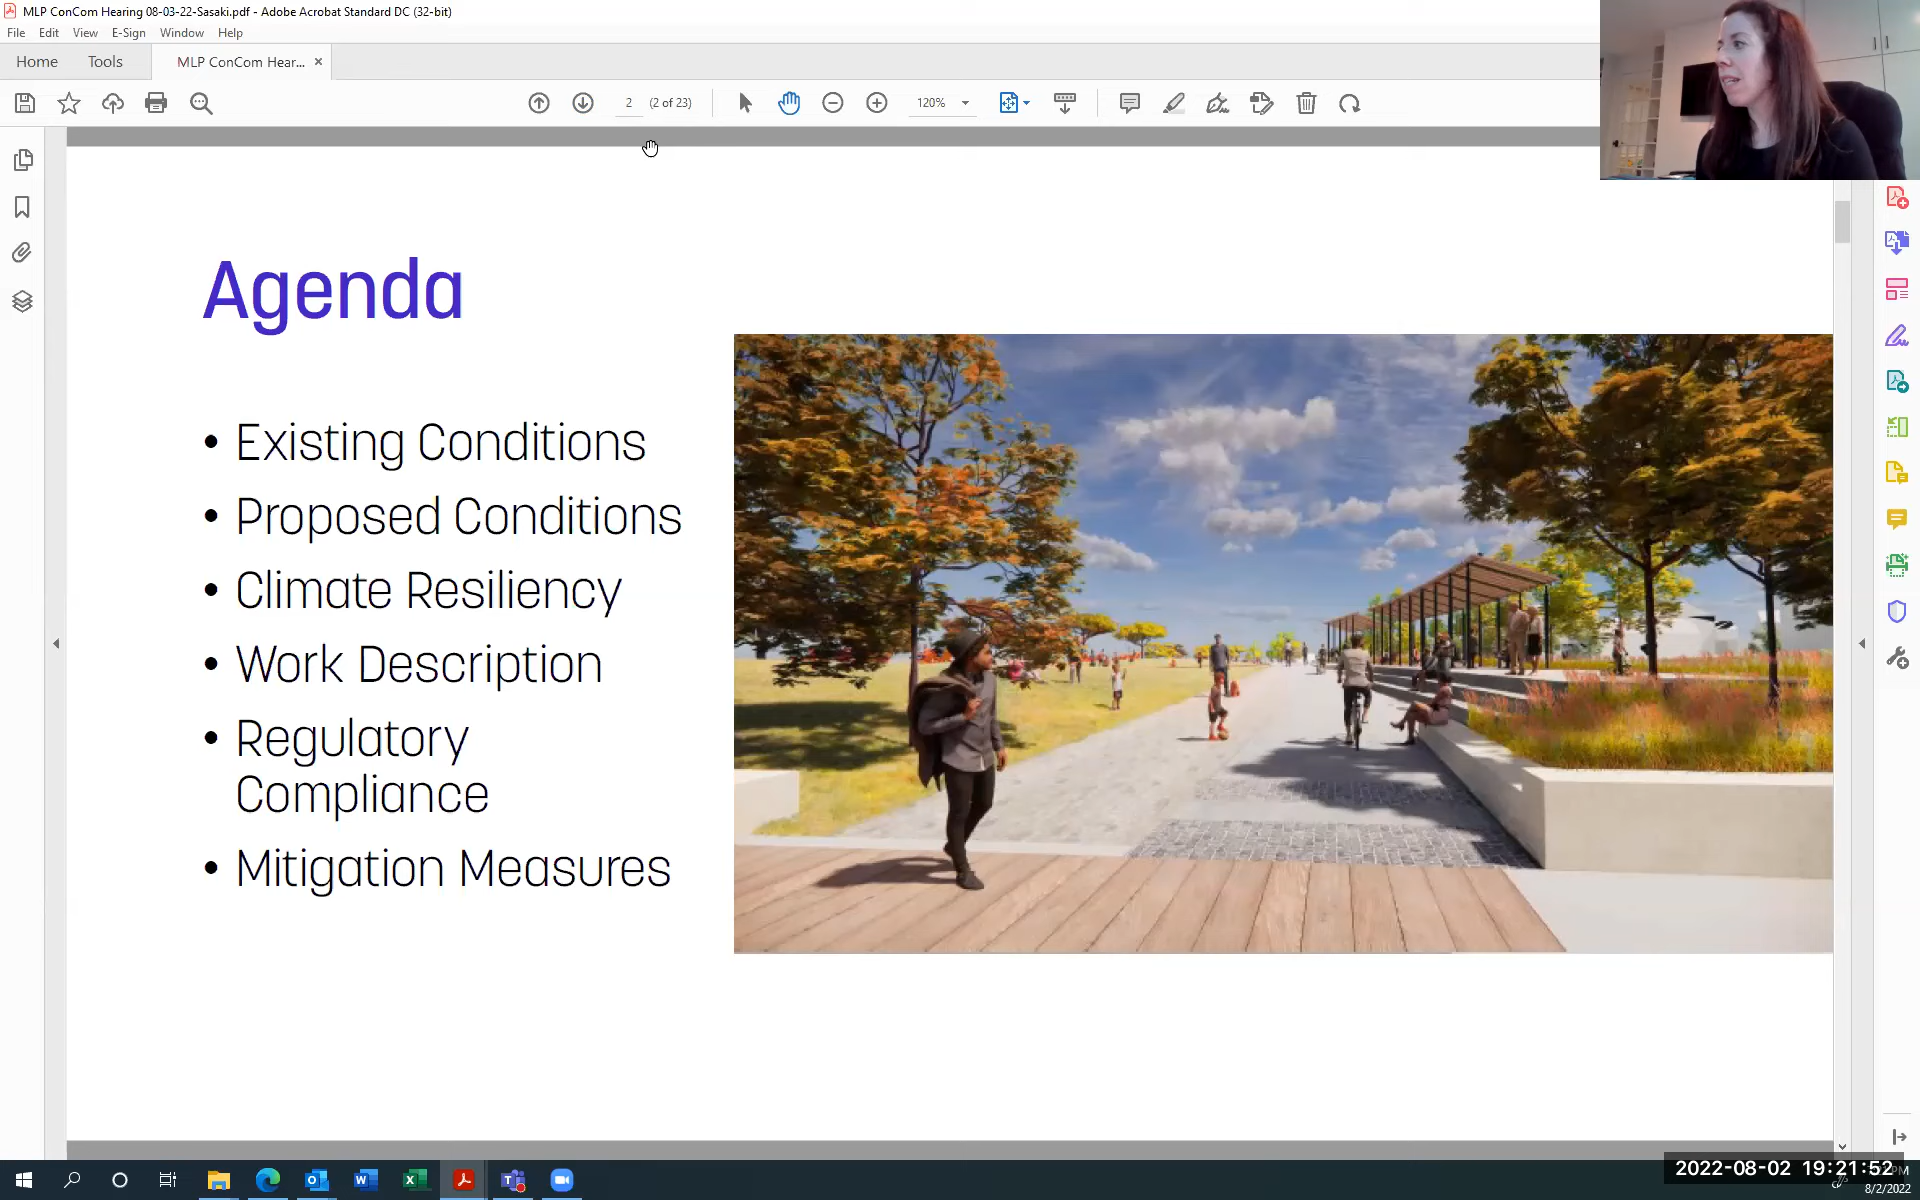 MLP ConCom Hearing 08-03-22-Sasaki.pdf - Adobe Acrobat Standard DC (32-bit)
File Edit View E-Sign Window Help
Home Tools MLP ConCom Hear... ×
2 (2 of 23) 120%
Agenda
• Existing Conditions
• Proposed Conditions
• Climate Resiliency
• Work Description
• Regulatory
Compliance
• Mitigation Measures
2022-08-02 19:21:52
8/2/2022